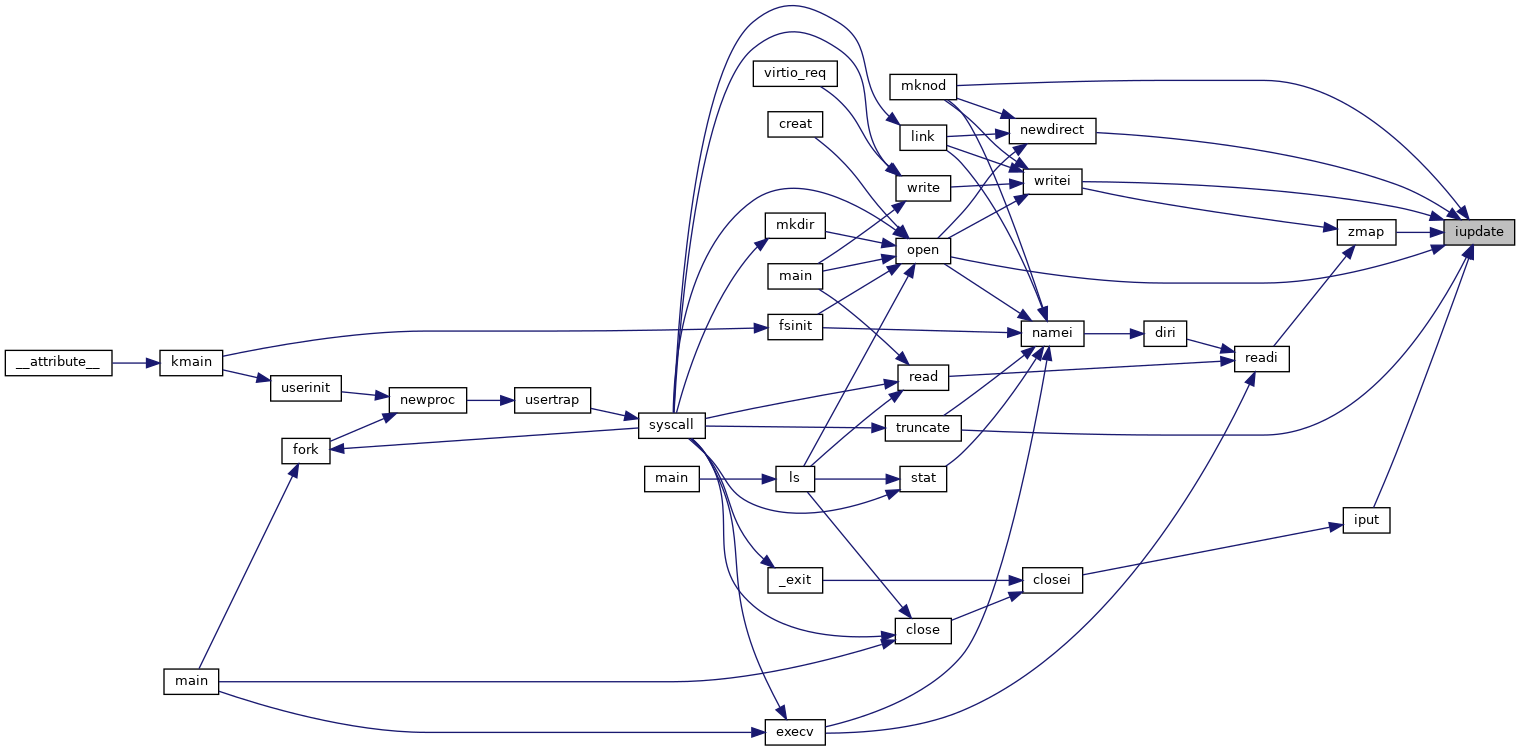 virtio_req
mknod
creat
link
newdirect
write
writei
mkdir
open
zmap
iupdate
main
fsinit
namei
diri
readi
__attribute__
kmain
userinit
read
newproc
usertrap
syscall
truncate
fork
main
ls
stat
iput
_exit
closei
close
main
execv